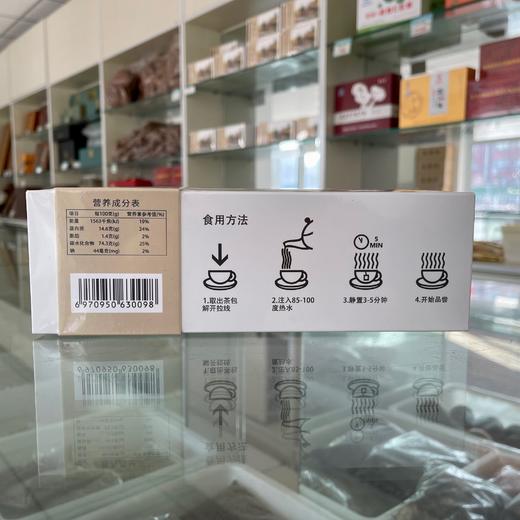 营养成分表
项目 每100克(g) 营养素参考值(%)
能量 1563千焦(kJ) 19%
蛋白质 14.6克(g) 24%
脂肪 1.4克(g) 2%
碳水化合物 74.3克(g) 25%
钠 44毫克(mg) 2%
6 970950 630098
食用方法
5
MIN
1.取出茶包
解开拉线
2.注入85-100
度热水
3.静置3-5分钟
4.开始品尝